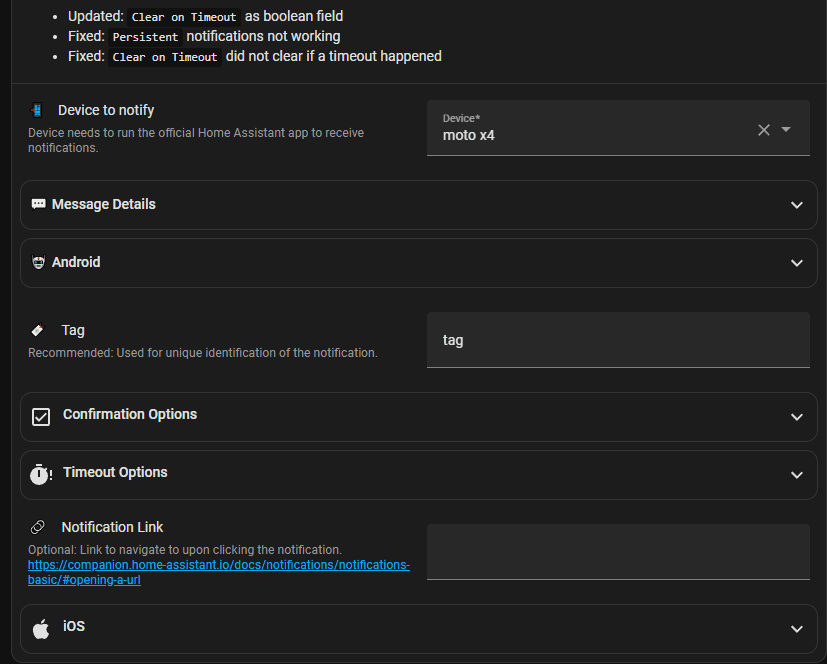 Updated: Clear on Timeout as boolean field
Fixed: Persistent notifications not working
Fixed: Clear on Timeout did not clear if a timeout happened
Device to notify
Device needs to run the official Home Assistant app to receive
notifications.
Device*
moto x4
Message Details
Android
Tag
Recommended: Used for unique identification of the notification.
tag
Confirmation Options
Timeout Options
Notification Link
Optional: Link to navigate to upon clicking the notification.
https://companion.home-assistant.io/docs/notifications/notifications-
basic/#opening-a-url
iOS